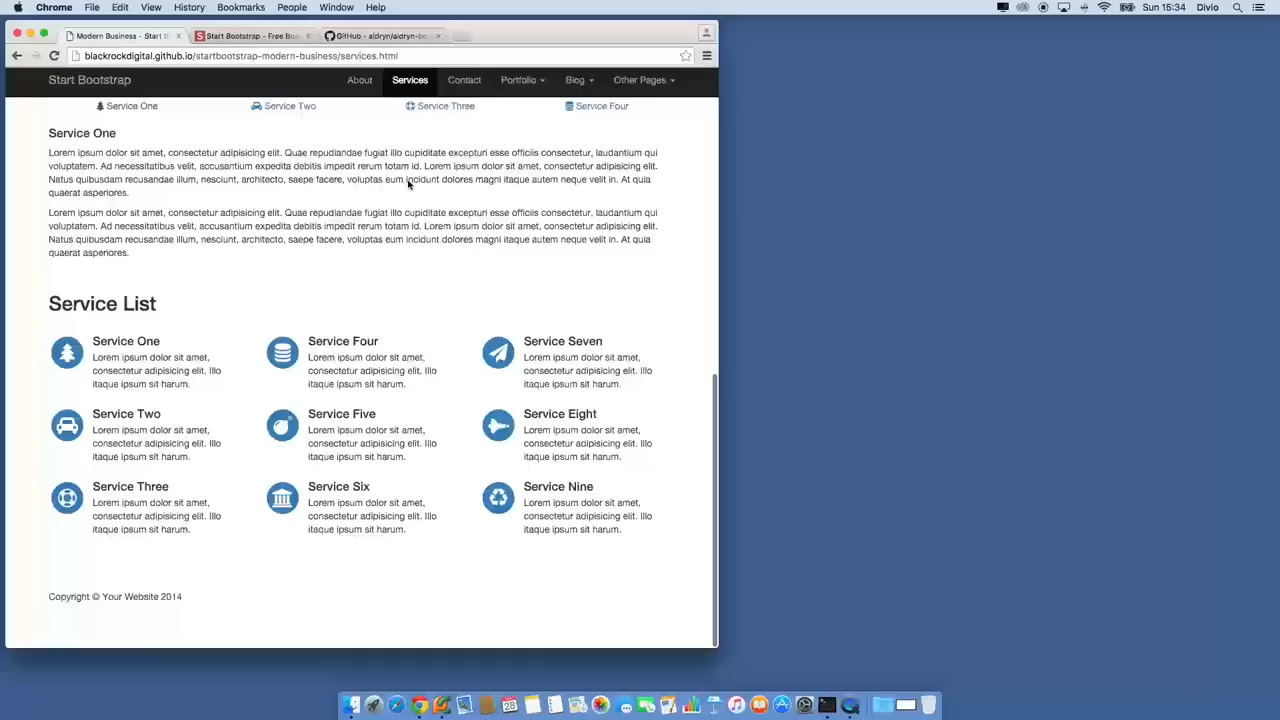 Chrome File Edit View History Bookmarks People Window Help Sun 15:34 Divio
Modern Business - Start B Start Bootstrap - Free Boo GitHub - aldryn/aldryn-bo
blackrockdigital.github.io/startbootstrap-modern-business/services.html
Start Bootstrap About Services Contact Portfolio Blog Other Pages
Service One Service Two Service Three Service Four
Service One
Lorem ipsum dolor sit amet, consectetur adipisicing elit. Quae repudiandae fugiat illo cupiditate excepturi esse officiis consectetur, laudantium qui
voluptatem. Ad necessitatibus velit, accusantium expedita debitis impedit rerum totam id. Lorem ipsum dolor sit amet, consectetur adipisicing elit.
Natus quibusdam recusandae illum, nesciunt, architecto, saepe facere, voluptas eum incidunt dolores magni itaque autem neque velit in. At quia
quaerat asperiores.
Lorem ipsum dolor sit amet, consectetur adipisicing elit. Quae repudiandae fugiat illo cupiditate excepturi esse officiis consectetur, laudantium qui
voluptatem. Ad necessitatibus velit, accusantium expedita debitis impedit rerum totam id. Lorem ipsum dolor sit amet, consectetur adipisicing elit.
Natus quibusdam recusandae illum, nesciunt, architecto, saepe facere, voluptas eum incidunt dolores magni itaque autem neque velit in. At quia
quaerat asperiores.
Service List
Service One
Lorem ipsum dolor sit amet,
consectetur adipisicing elit. Illo
itaque ipsum sit harum.
Service Two
Lorem ipsum dolor sit amet,
consectetur adipisicing elit. Illo
itaque ipsum sit harum.
Service Three
Lorem ipsum dolor sit amet,
consectetur adipisicing elit. Illo
itaque ipsum sit harum.
Service Four
Lorem ipsum dolor sit amet,
consectetur adipisicing elit. Illo
itaque ipsum sit harum.
Service Five
Lorem ipsum dolor sit amet,
consectetur adipisicing elit. Illo
itaque ipsum sit harum.
Service Six
Lorem ipsum dolor sit amet,
consectetur adipisicing elit. Illo
itaque ipsum sit harum.
Service Seven
Lorem ipsum dolor sit amet,
consectetur adipisicing elit. Illo
itaque ipsum sit harum.
Service Eight
Lorem ipsum dolor sit amet,
consectetur adipisicing elit. Illo
itaque ipsum sit harum.
Service Nine
Lorem ipsum dolor sit amet,
consectetur adipisicing elit. Illo
itaque ipsum sit harum.
Copyright © Your Website 2014